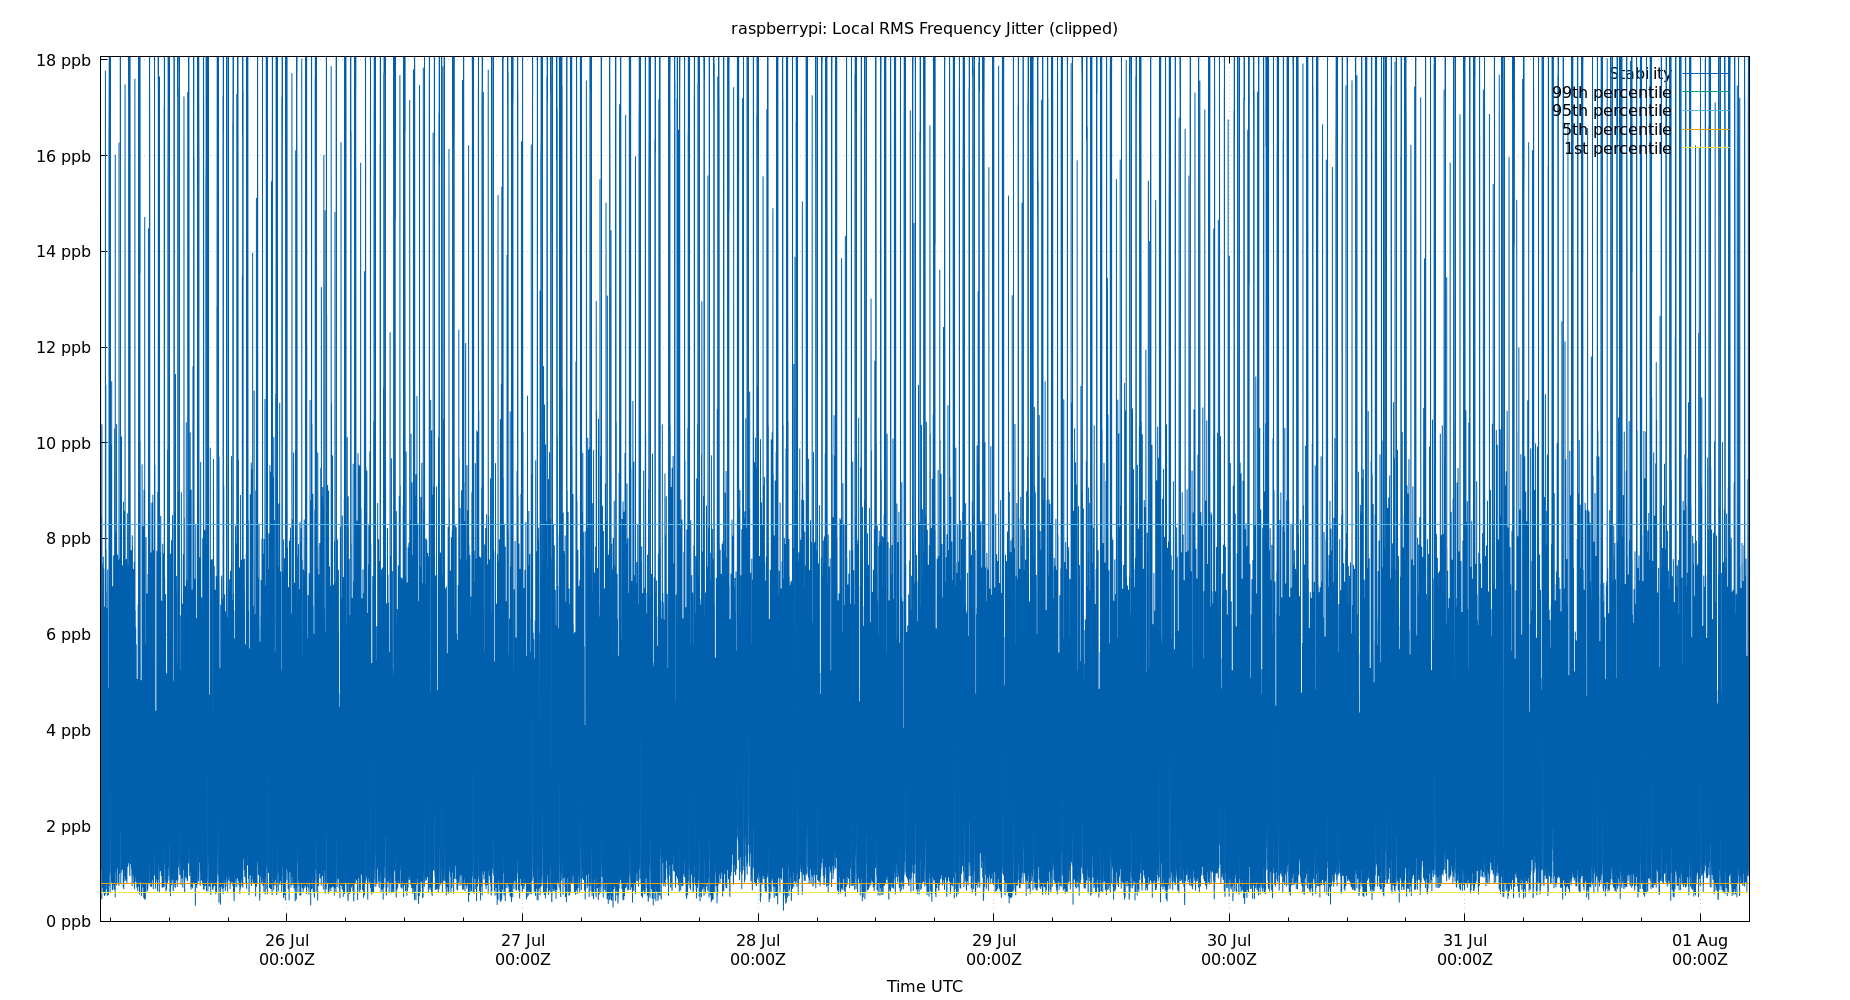 raspberrypi: Local RMS Frequency Jitter (clipped)
18 ppb
16 ppb
14 ppb
12 ppb
10 ppb
8 ppb
6 ppb
4 ppb
2 ppb
0 ppb
Stability
99th percentile
95th percentile
5th percentile
1st percentile
26 Jul 27 Jul 28 Jul 29 Jul 30 Jul 31 Jul 01 Aug
00:00Z 00:00Z 00:00Z 00:00Z 00:00Z 00:00Z 00:00Z
Time UTC